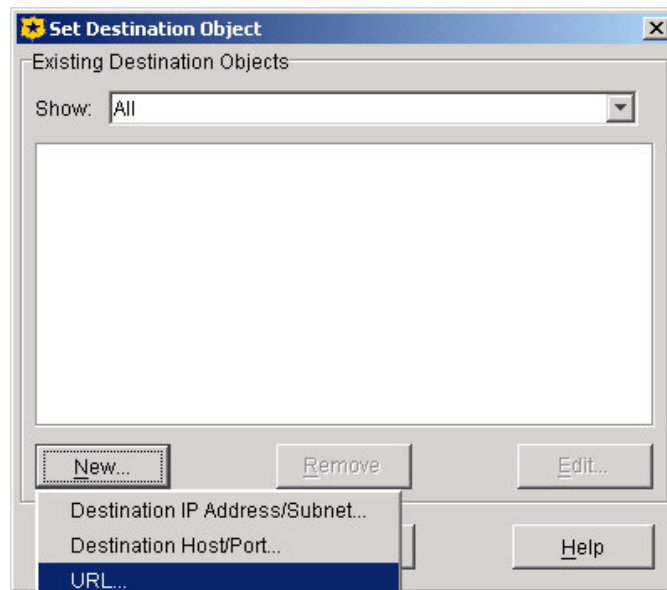 Set Destination Object
Existing Destination Objects
Show: All
New... Remove Edit...
Destination IP Address/Subnet...
Destination Host/Port...
Help
URL...